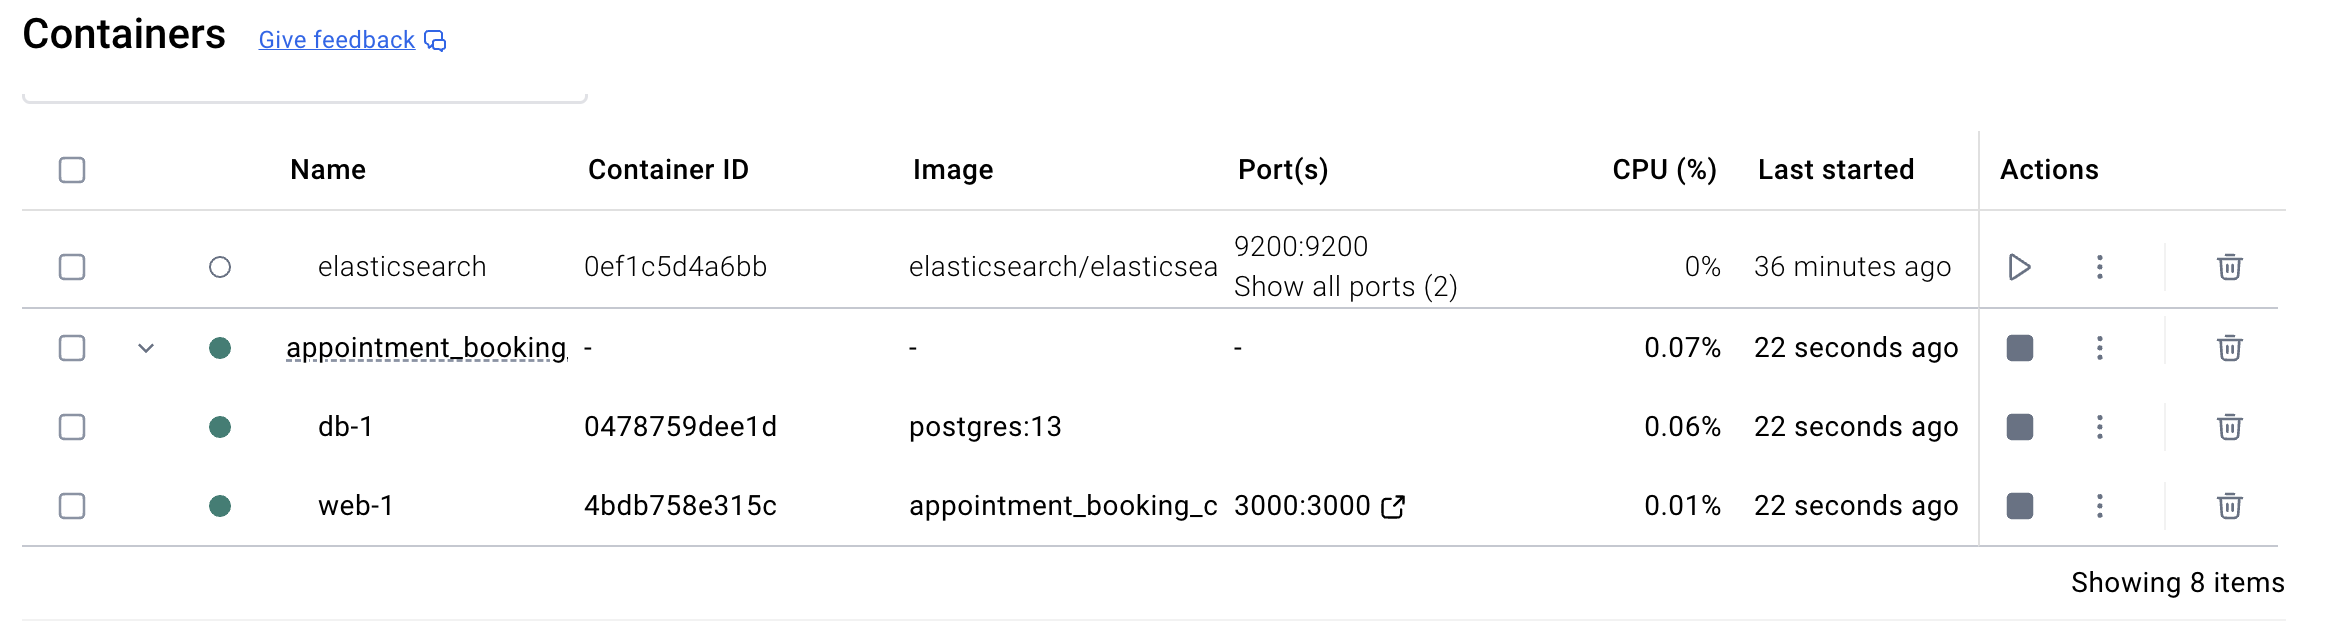 Containers Give feedback
Name Container ID Image Port(s) CPU (%) Last started Actions
elasticsearch 0ef1c5d4a6bb elasticsearch/elasticsea 9200:9200 0% 36 minutes ago
Show all ports (2)
appointment_booking - - - 0.07% 22 seconds ago
db-1 0478759dee1d postgres:13 0.06% 22 seconds ago
web-1 4bdb758e315c appointment_booking_c 3000:3000 0.01% 22 seconds ago
Showing 8 items